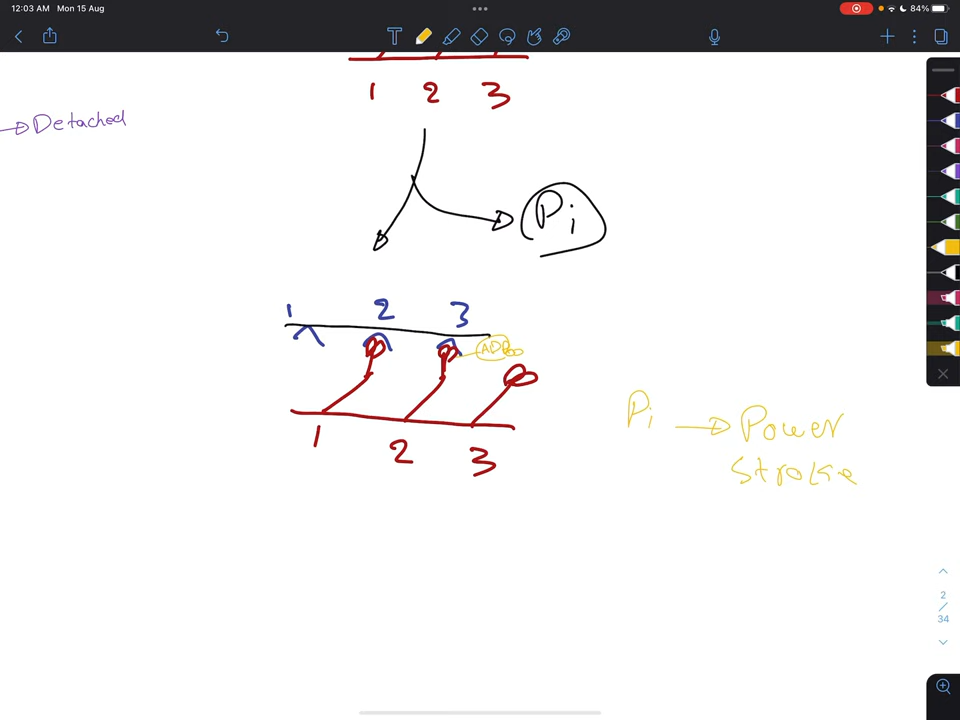 12:03 AM Mon 15 Aug
84%
T
1 2 3
Detached
Pi
1 2 3
ADP
Pi → Power
Stroke
1 2 3
2
/
34